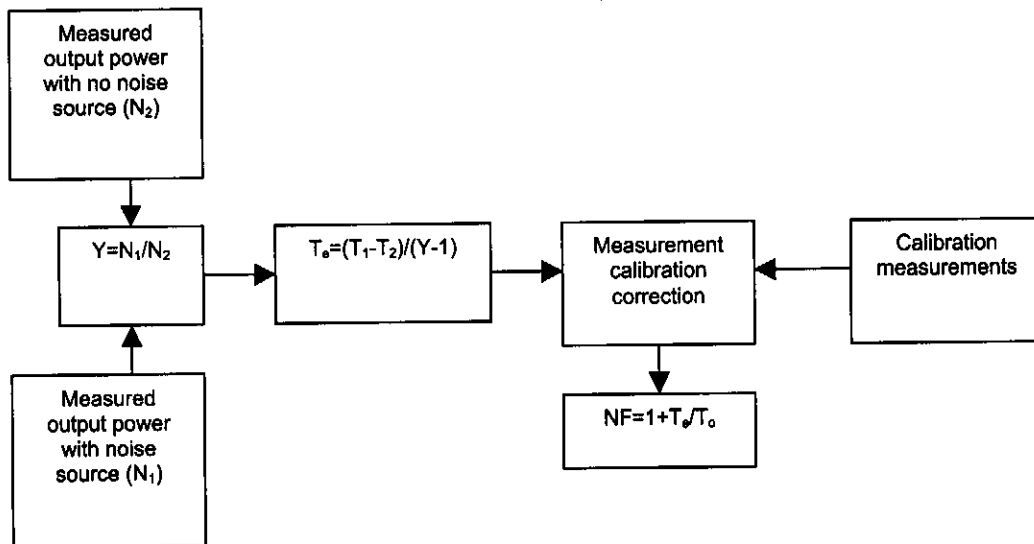 Measured
output power
with no noise
source (N₂)
Y=N₁/N₂
Tₑ=(T₁-T₂)/(Y-1)
Measurement
calibration
correction
Calibration
measurements
Measured
output power
with noise
source (N₁)
NF=1+Tₑ/Tₒ